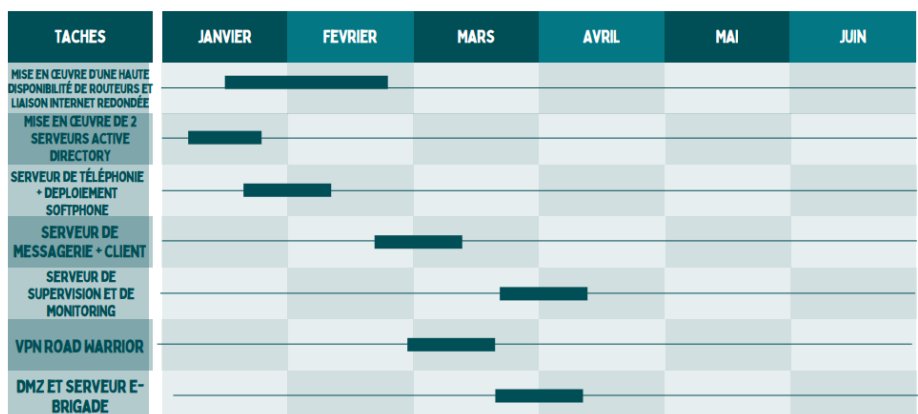 TACHES JANVIER FEVRIER MARS AVRIL MAI JUIN
MISE EN ŒUVRE D'UNE HAUTE
DISPONIBILITÉ DE ROUTEURS ET
LIAISON INTERNET REDONDÉE
MISE EN ŒUVRE DE 2
SERVEURS ACTIVE
DIRECTORY
SERVEUR DE TÉLÉPHONIE
+ DEPLOIEMENT
SOFTPHONE
SERVEUR DE
MESSAGERIE + CLIENT
SERVEUR DE
SUPERVISION ET DE
MONITORING
VPN ROAD WARRIOR
DMZ ET SERVEUR E-
BRIGADE